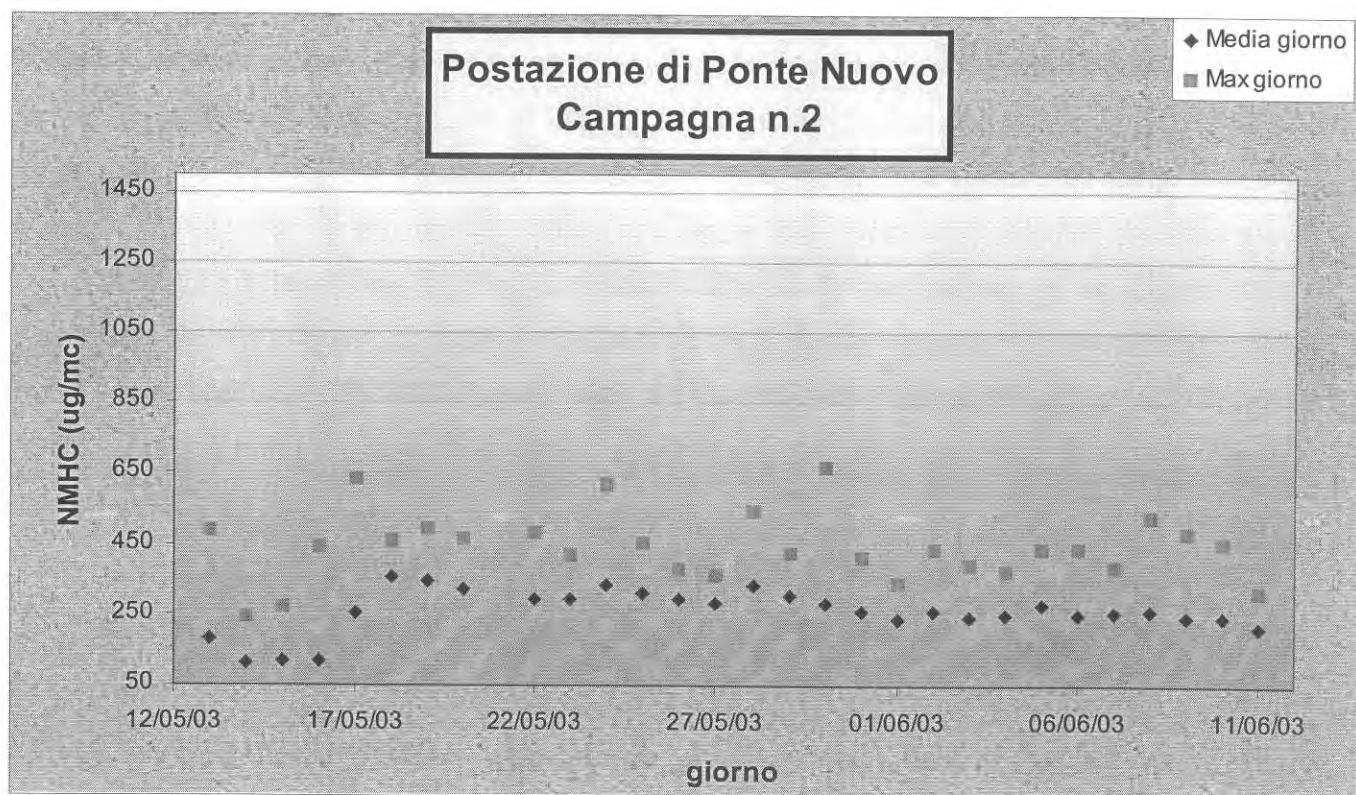 Postazione di Ponte Nuovo
Campagna n.2
Media giorno
Max giorno
NMHC (ug/mc)
1450
1250
1050
850
650
450
250
50
12/05/03 17/05/03 22/05/03 27/05/03 01/06/03 06/06/03 11/06/03
giorno